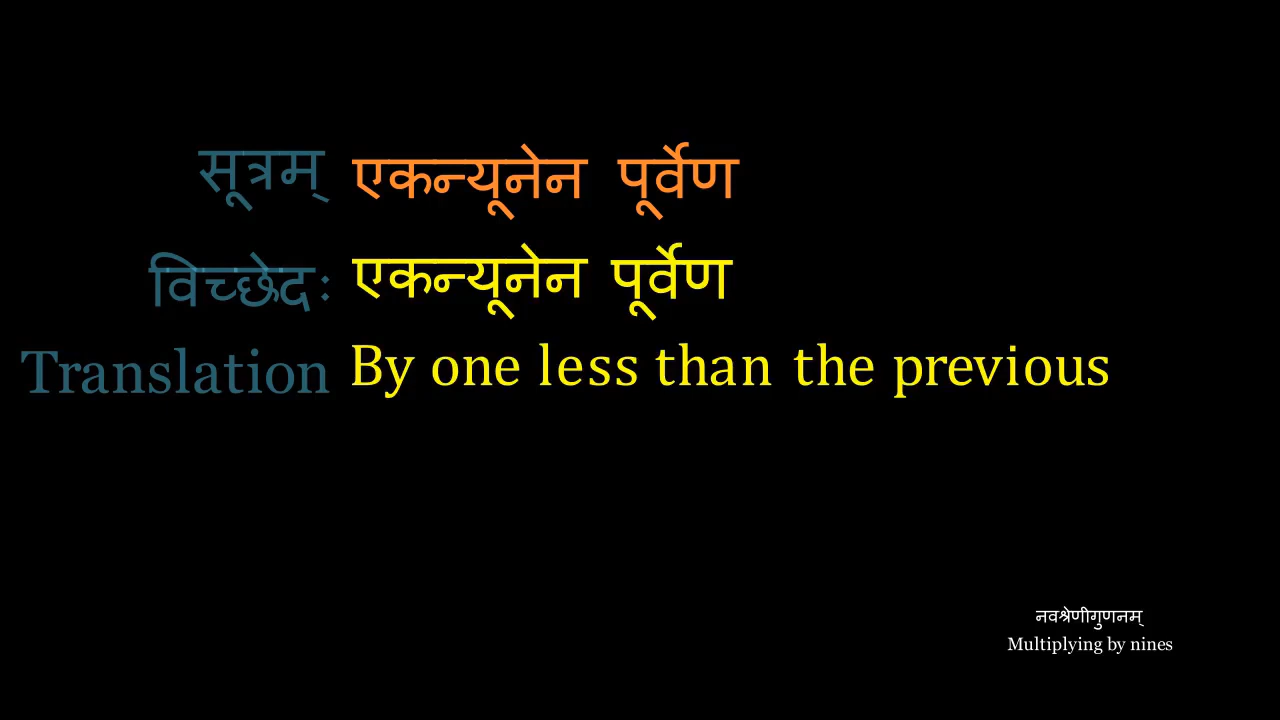 सूत्रम् एकन्यूनेन पूर्वेण
विच्छेदः एकन्यूनेन पूर्वेण
Translation By one less than the previous
नवश्रेणीगुणनम्
Multiplying by nines